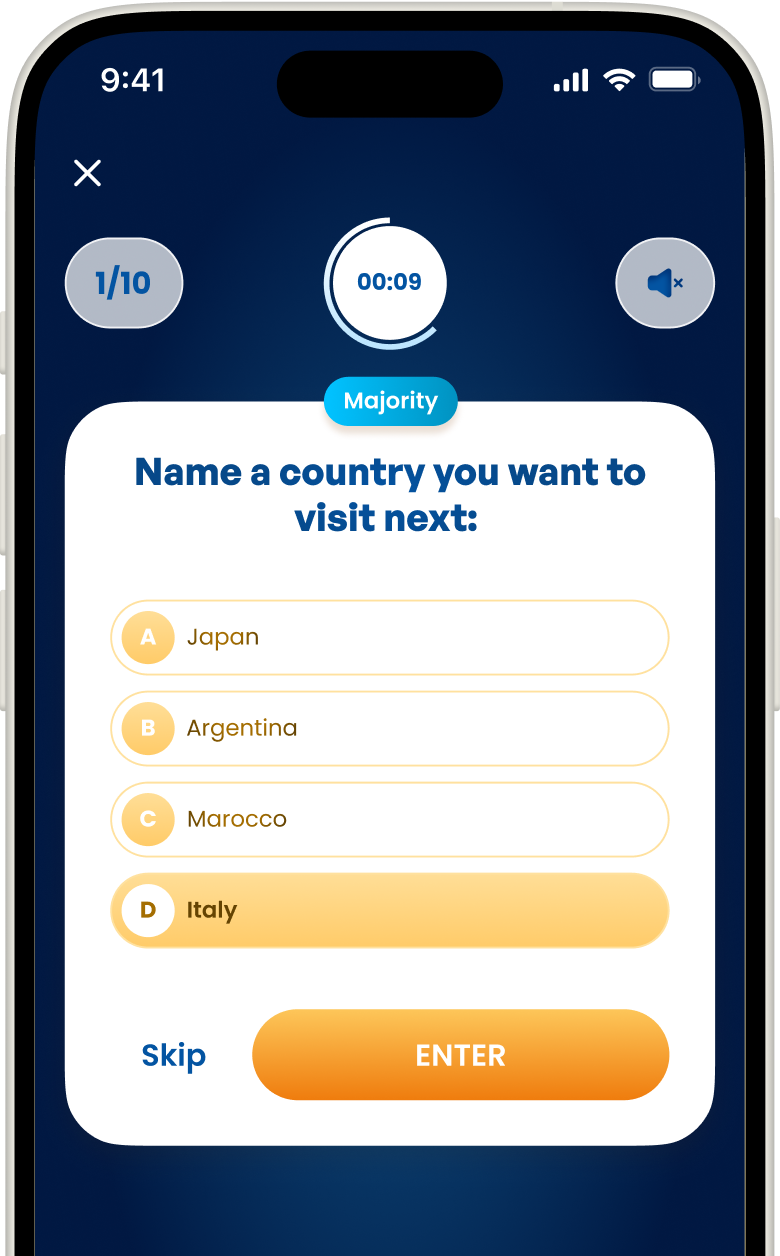 9:41
1/10
00:09
Majority
Name a country you want to
visit next:
A Japan
B Argentina
C Marocco
D Italy
Skip ENTER